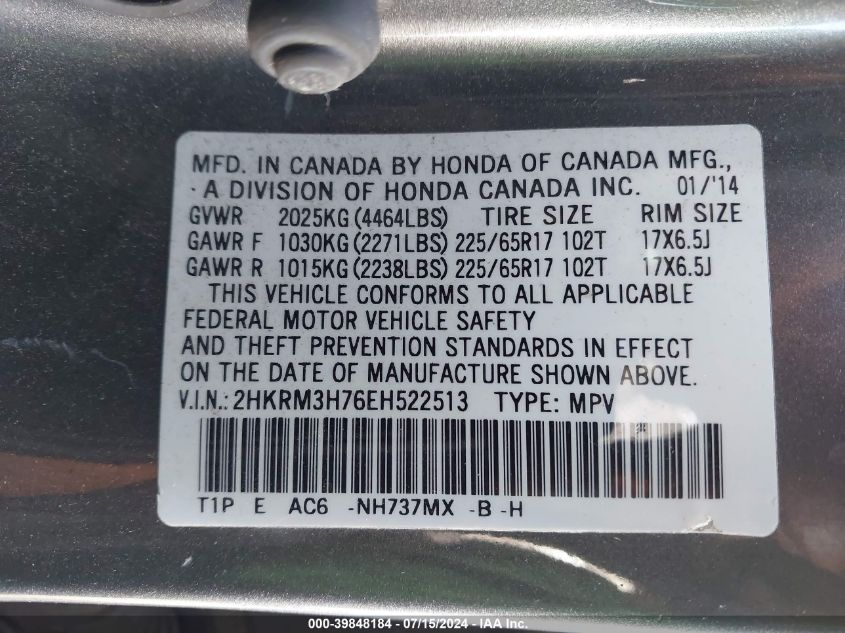 MFD. IN CANADA BY HONDA OF CANADA MFG.,
A DIVISION OF HONDA CANADA INC. 01/'14
GVWR 2025KG (4464LBS) TIRE SIZE RIM SIZE
GAWR F 1030KG (2271LBS) 225/65R17 102T 17X6.5J
GAWR R 1015KG (2238LBS) 225/65R17 102T 17X6.5J
THIS VEHICLE CONFORMS TO ALL APPLICABLE
FEDERAL MOTOR VEHICLE SAFETY
AND THEFT PREVENTION STANDARDS IN EFFECT
ON THE DATE OF MANUFACTURE SHOWN ABOVE.
V.I.N.: 2HKRM3H76EH522513 TYPE: MPV
T1P E AC6 -NH737MX -B -H
000-39848184 - 07/15/2024 - IAAI.COM